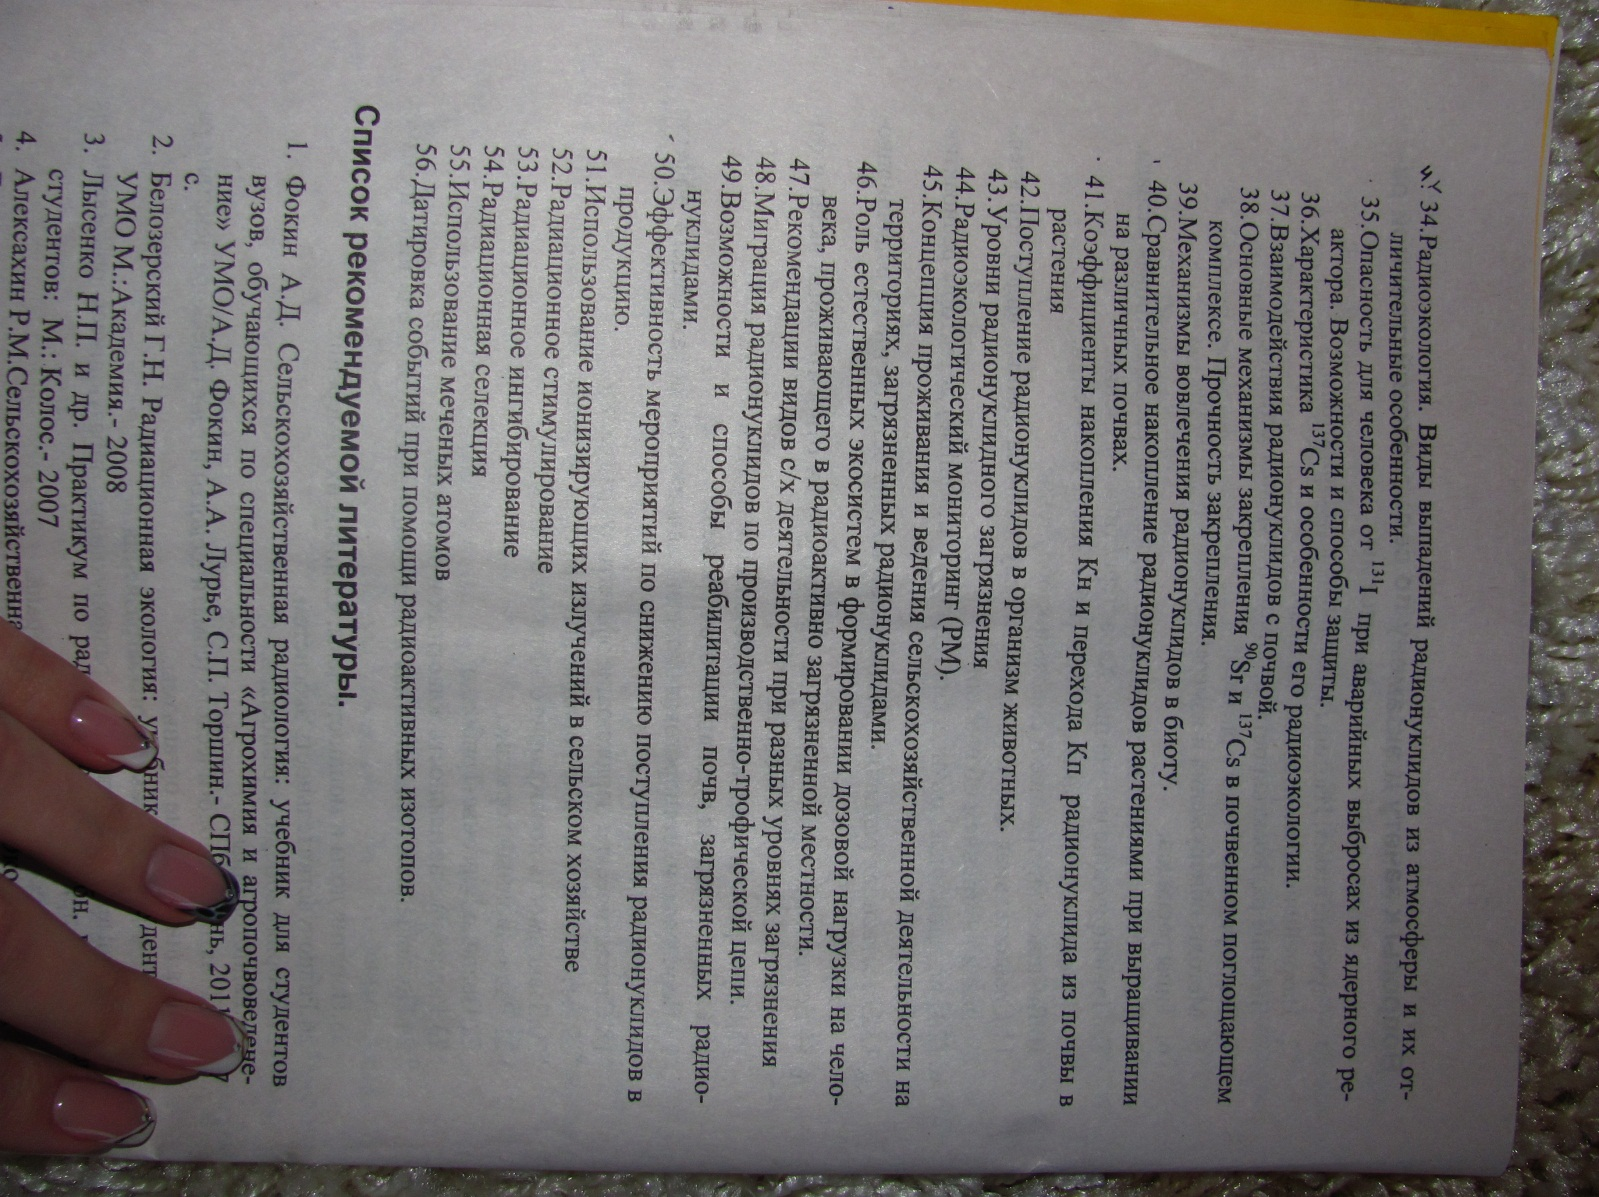 34.Радиоэкология. Виды выпадений радионуклидов из атмосферы и их от-
личительные особенности.
35.Опасность для человека от ¹³¹I при аварийных выбросах из ядерного ре-
актора. Возможности и способы защиты.
36.Характеристика ¹³⁷Cs и особенности его радиоэкологии.
37.Взаимодействия радионуклидов с почвой.
38.Основные механизмы закрепления ⁹⁰Sr и ¹³⁷Cs в почвенном поглощающем
комплексе. Прочность закрепления.
39.Механизмы вовлечения радионуклидов в биоту.
40.Сравнительное накопление радионуклидов растениями при выращивании
на различных почвах.
41.Коэффициенты накопления Кн и перехода Кп радионуклида из почвы в
растения
42.Поступление радионуклидов в организм животных.
43.Уровни радионуклидного загрязнения
44.Радиоэкологический мониторинг (РМ).
45.Концепция проживания и ведения сельскохозяйственной деятельности на
территориях, загрязненных радионуклидами.
46.Роль естественных экосистем в формировании дозовой нагрузки на чело-
века, проживающего в радиоактивно загрязненной местности.
47.Рекомендации видов с/х деятельности при разных уровнях загрязнения
48.Миграция радионуклидов по производственно-трофической цепи.
49.Возможности и способы реабилитации почв, загрязненных радио-
нуклидами.
50.Эффективность мероприятий по снижению поступления радионуклидов в
продукцию.
51.Использование ионизирующих излучений в сельском хозяйстве
52.Радиационное стимулирование
53.Радиационное ингибирование
54.Радиационная селекция
55.Использование меченых атомов
56.Датировка событий при помощи радиоактивных изотопов.
Список рекомендуемой литературы.
1. Фокин А.Д. Сельскохозяйственная радиология: учебник для студентов
вузов, обучающихся по специальности «Агрохимия и агропочвоведене-
ние» УМО/А.Д. Фокин, А.А. Лурье, С.П. Торшин.- СПб
с.
2. Белозерский Г.Н. Радиационная экология:
УМО М.:Академия.- 2008
3. Лысенко Н.П. и др. Практикум по
студентов: М.: Колос.- 2007
4. Алексахин Р.М.